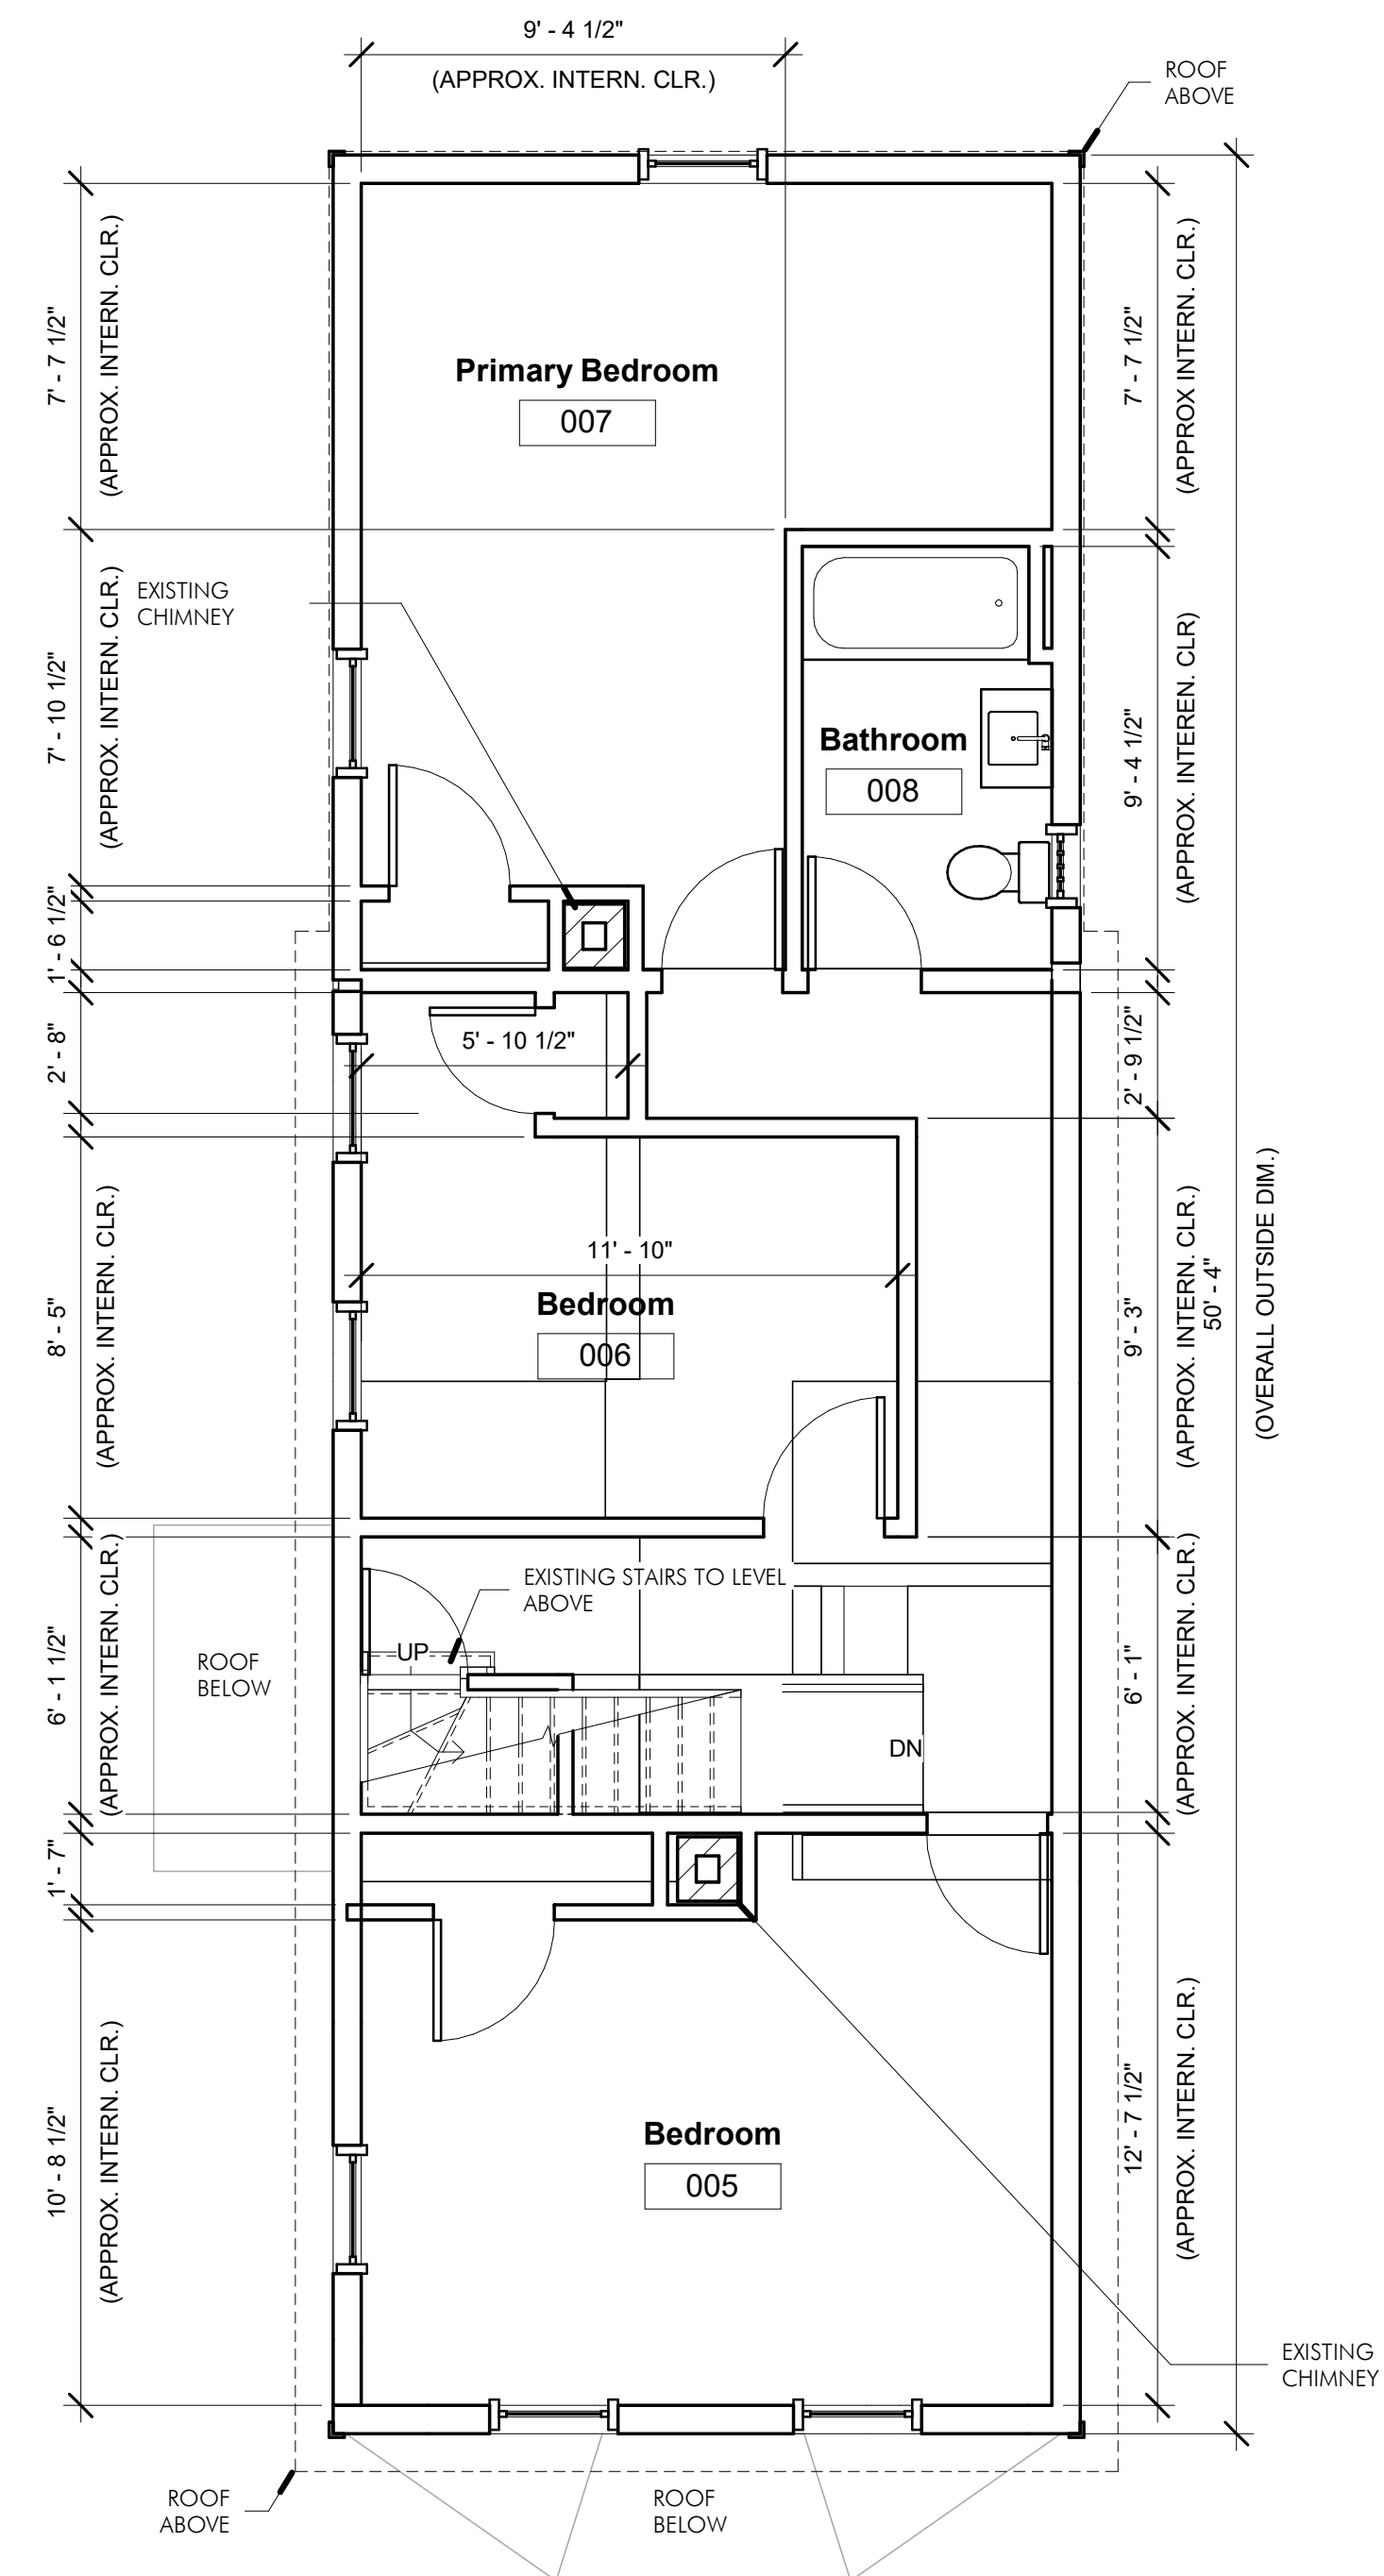 9' - 4 1/2"
(APPROX. INTERN. CLR.)
ROOF
ABOVE
7' - 7 1/2"
(APPROX. INTERN. CLR.)
7' - 7 1/2"
(APPROX INTERN. CLR.)
Primary Bedroom
007
EXISTING
CHIMNEY
7' - 10 1/2"
(APPROX. INTERN. CLR.)
Bathroom
008
9' - 4 1/2"
(APPROX. INTEREN. CLR)
1' - 6 1/2"
2' - 8"
5' - 10 1/2"
2' - 9 1/2"
11' - 10"
Bedroom
006
8' - 5"
(APPROX. INTERN. CLR.)
9' - 3"
(APPROX. INTERN. CLR.)
50' - 4"
(OVERALL OUTSIDE DIM.)
EXISTING STAIRS TO LEVEL
ABOVE
UP
ROOF
BELOW
6' - 1 1/2"
(APPROX. INTERN. CLR.)
DN
6' - 1"
(APPROX. INTERN. CLR.)
1' - 7"
10' - 8 1/2"
(APPROX. INTERN. CLR.)
Bedroom
005
12' - 7 1/2"
(APPROX. INTERN. CLR.)
EXISTING
CHIMNEY
ROOF
ABOVE
ROOF
BELOW